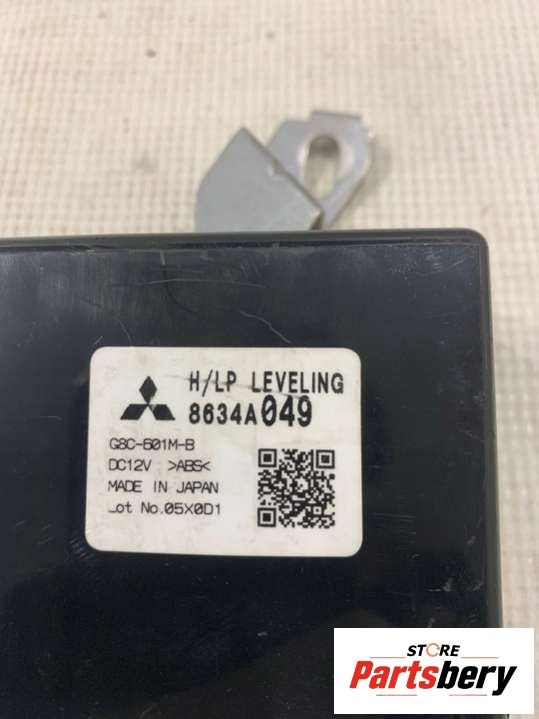 H/LP LEVELING
8634A049
G8C-601M-B
DC12V >ABS<
MADE IN JAPAN
Lot No.05X0D1
STORE
Partsbery